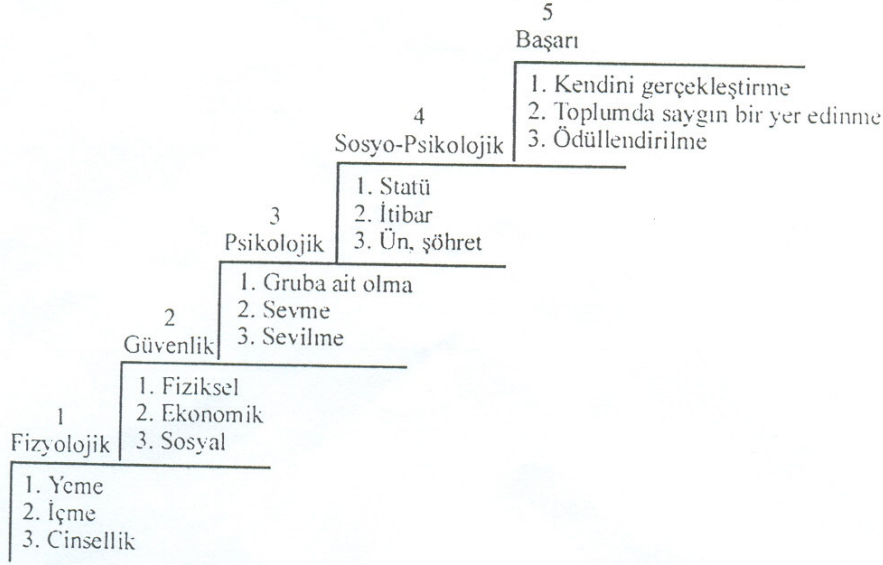 5
Başarı
1. Kendini gerçekleştirme
2. Toplumda saygın bir yer edinme
3. Ödüllendirilme
4
Sosyo-Psikolojik
1. Statü
2. İtibar
3. Ün, şöhret
3
Psikolojik
1. Gruba ait olma
2. Sevme
3. Sevilme
2
Güvenlik
1. Fiziksel
2. Ekonomik
3. Sosyal
1
Fizyolojik
1. Yeme
2. İçme
3. Cinsellik